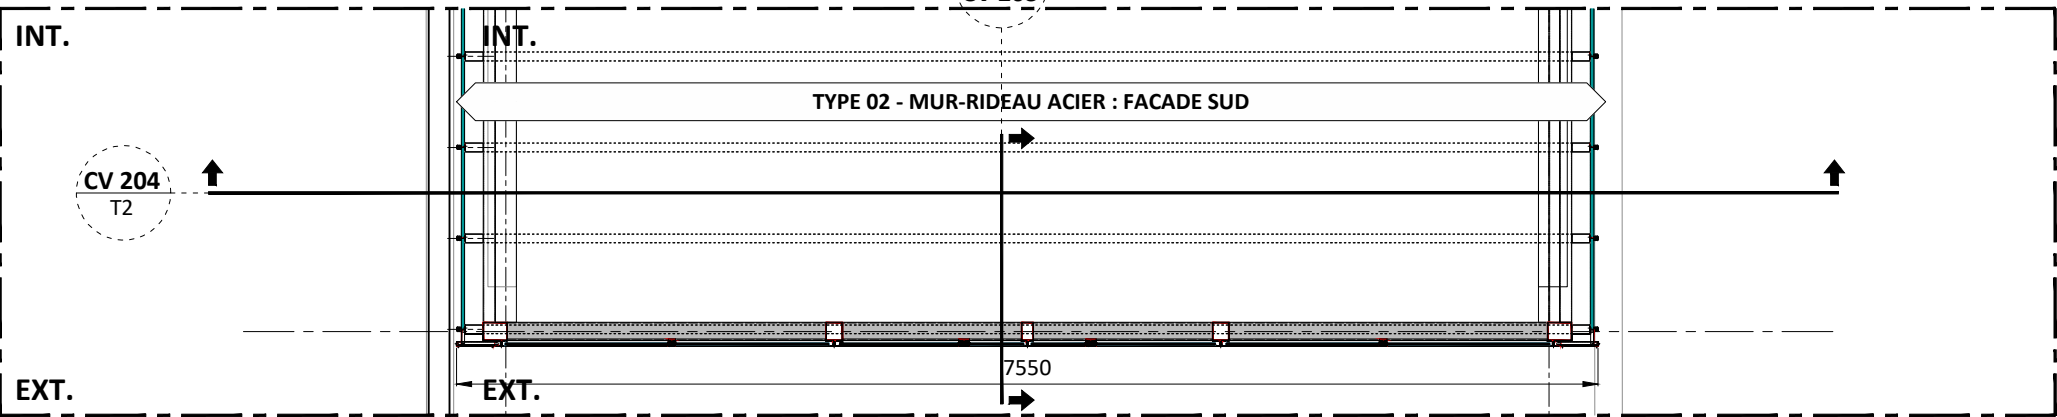 INT.
INT.
TYPE 02 - MUR-RIDEAU ACIER : FACADE SUD
CV 204
T2
7550
EXT.
EXT.